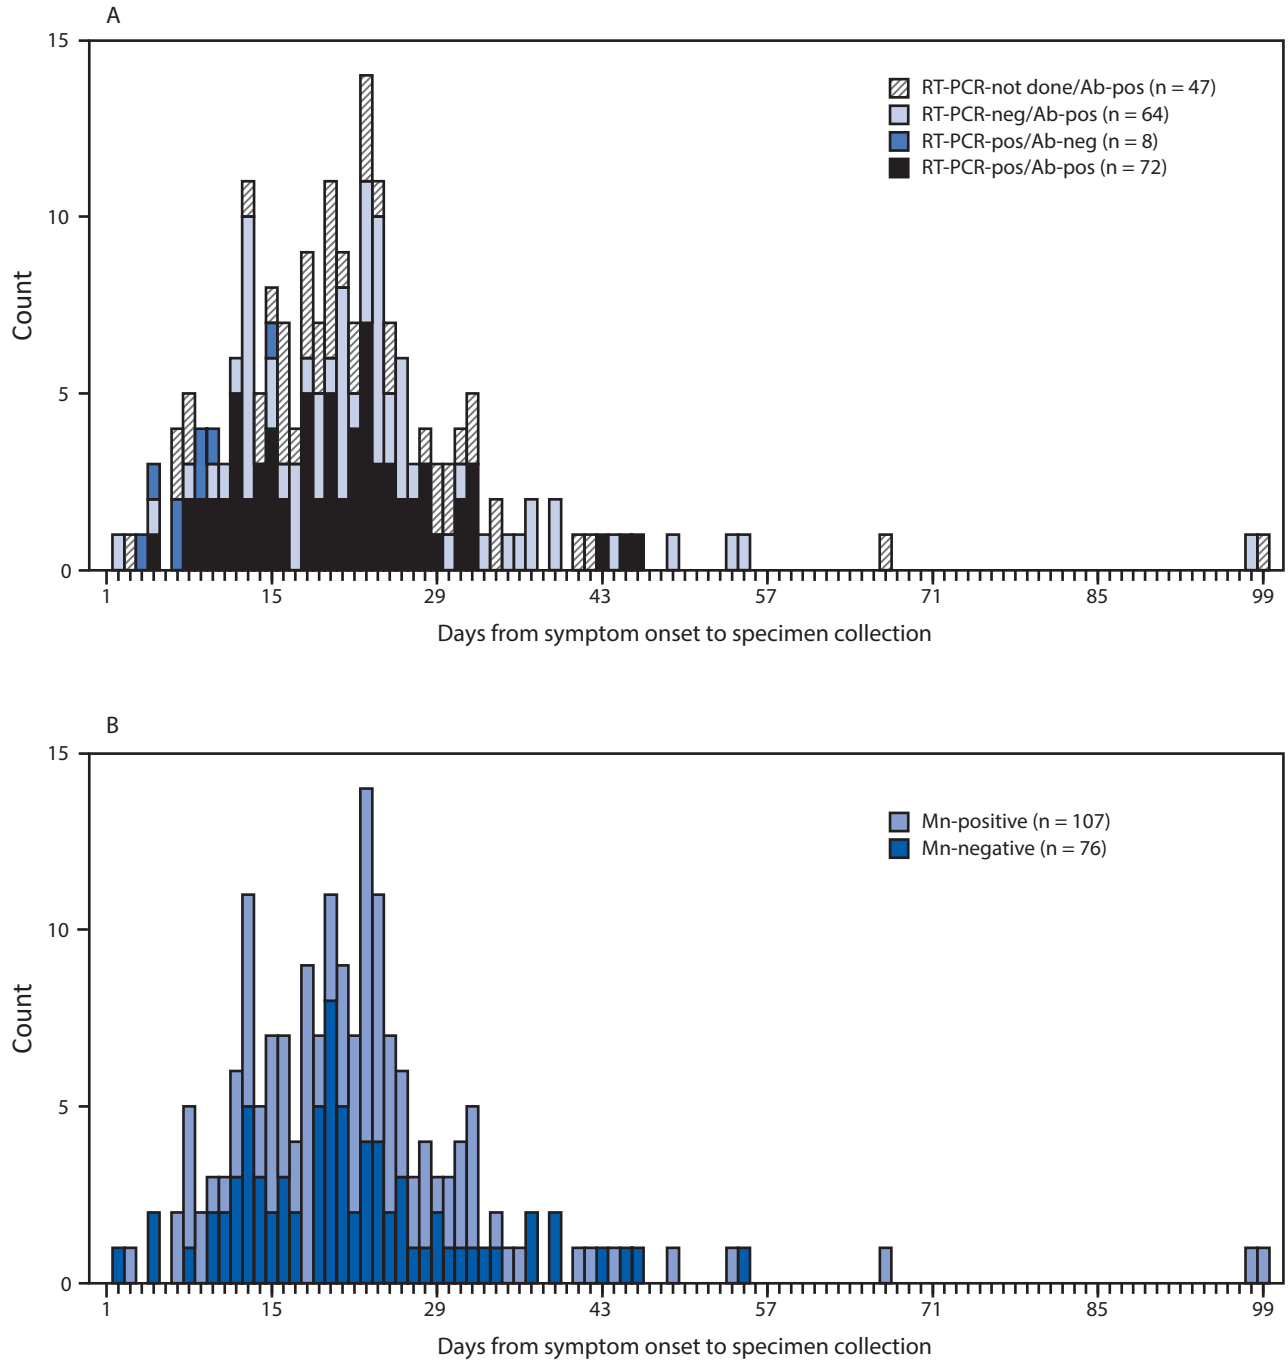 A
15
10
5
0
Count
RT-PCR-not done/Ab-pos (n = 47)
RT-PCR-neg/Ab-pos (n = 64)
RT-PCR-pos/Ab-neg (n = 8)
RT-PCR-pos/Ab-pos (n = 72)
1 15 29 43 57 71 85 99
Days from symptom onset to specimen collection
B
15
10
5
0
Count
Mn-positive (n = 107)
Mn-negative (n = 76)
1 15 29 43 57 71 85 99
Days from symptom onset to specimen collection